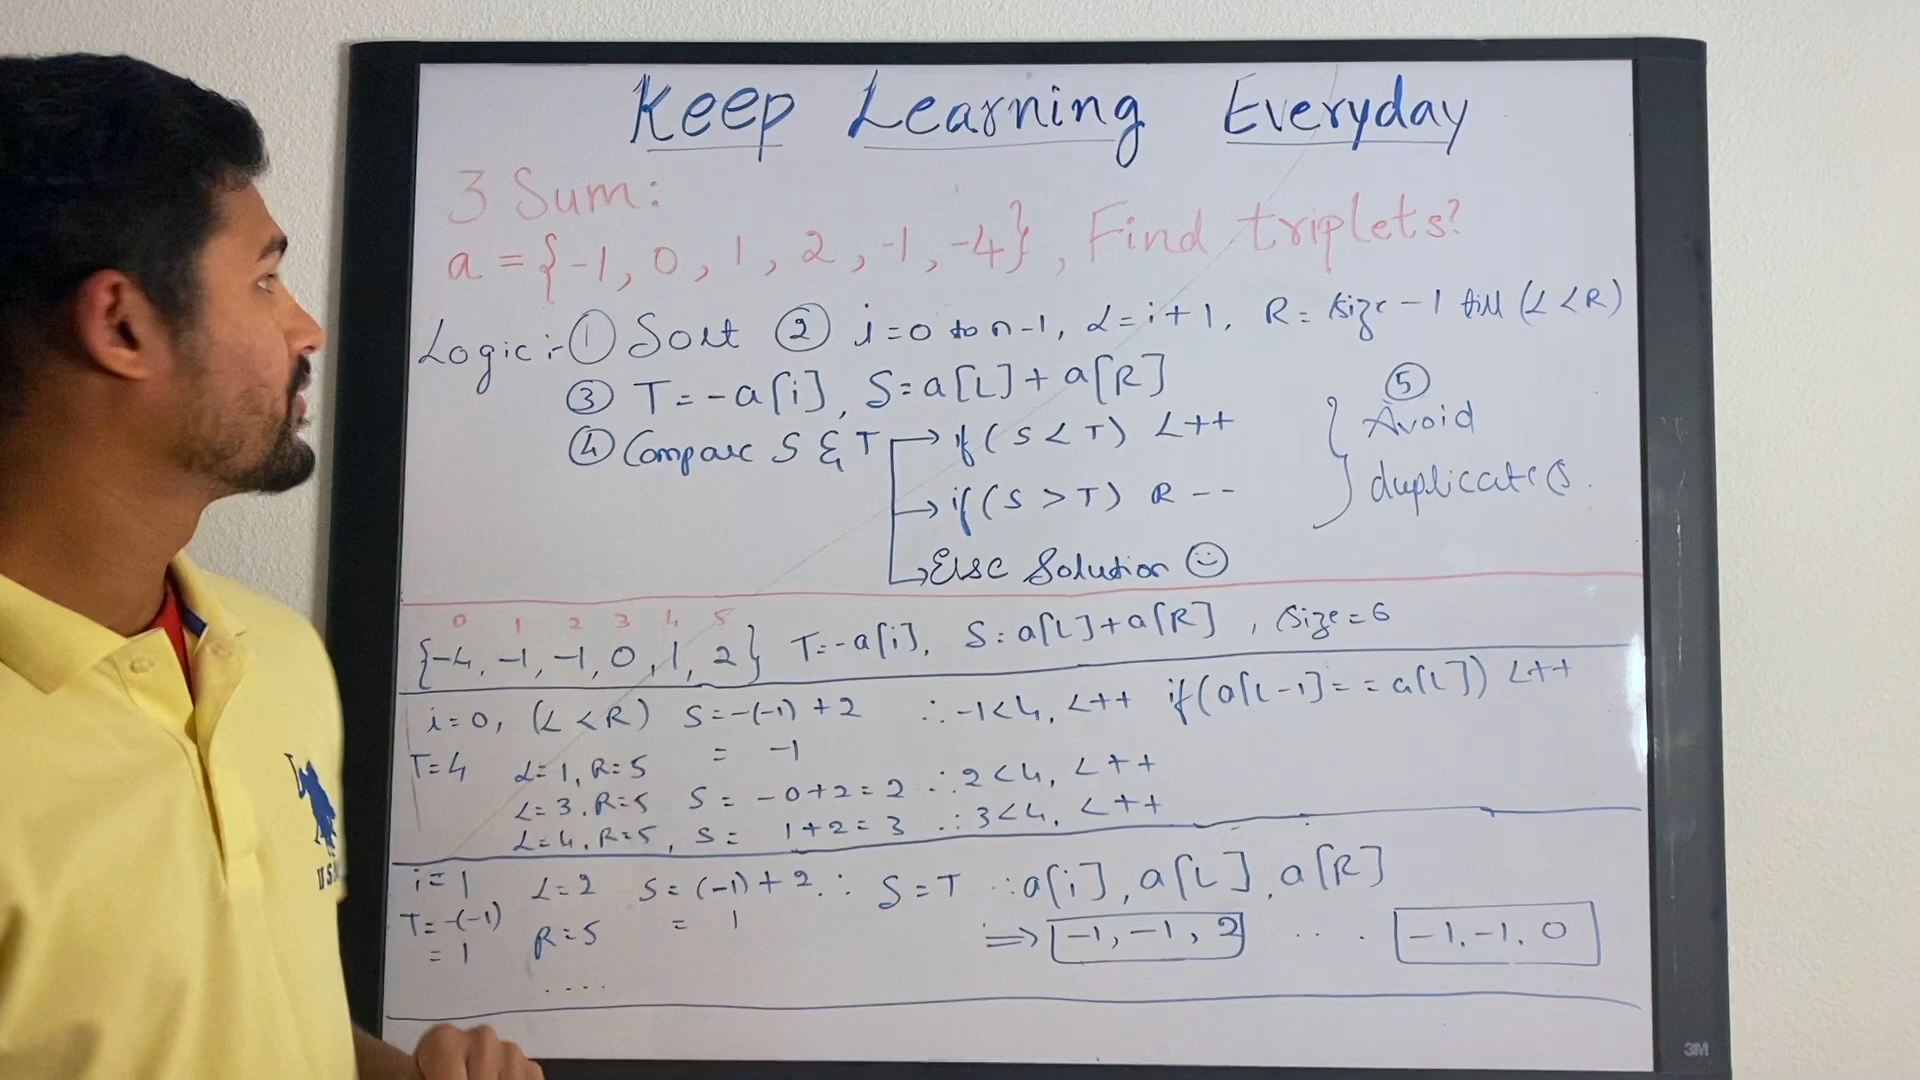 Keep Learning Everyday
3 Sum:
a = {-1, 0, 1, 2, -1, -4}, Find triplets?
Logic:- ① Sort ② i=0 to n-1, L=i+1, R= size-1 till (L<R)
③ T=-a[i], S=a[L]+a[R]
④ Compare S & T → if (S<T) L++
→ if (S>T) R--
→ Else Solution ☺
⑤
Avoid
duplicate(s).
0 1 2 3 4 5
{-4, -1, -1, 0, 1, 2} T=-a[i], S=a[L]+a[R], Size=6
i=0, (L<R) S=-(-1)+2 ∴ -1<4, L++ if(a[L-1]==a[L]) L++
T=4 L=1, R=5 = -1
L=3, R=5 S= -0+2=2 ∴ 2<4, L++
L=4, R=5, S= 1+2=3 ∴ 3<4, L++
i=1 L=2 S=(-1)+2 ∴ S=T ∴ a[i], a[L], a[R]
T=-(-1) R=5 = 1 ⇒ -1, -1, 2 ... -1, -1, 0
= 1
....
US
3M